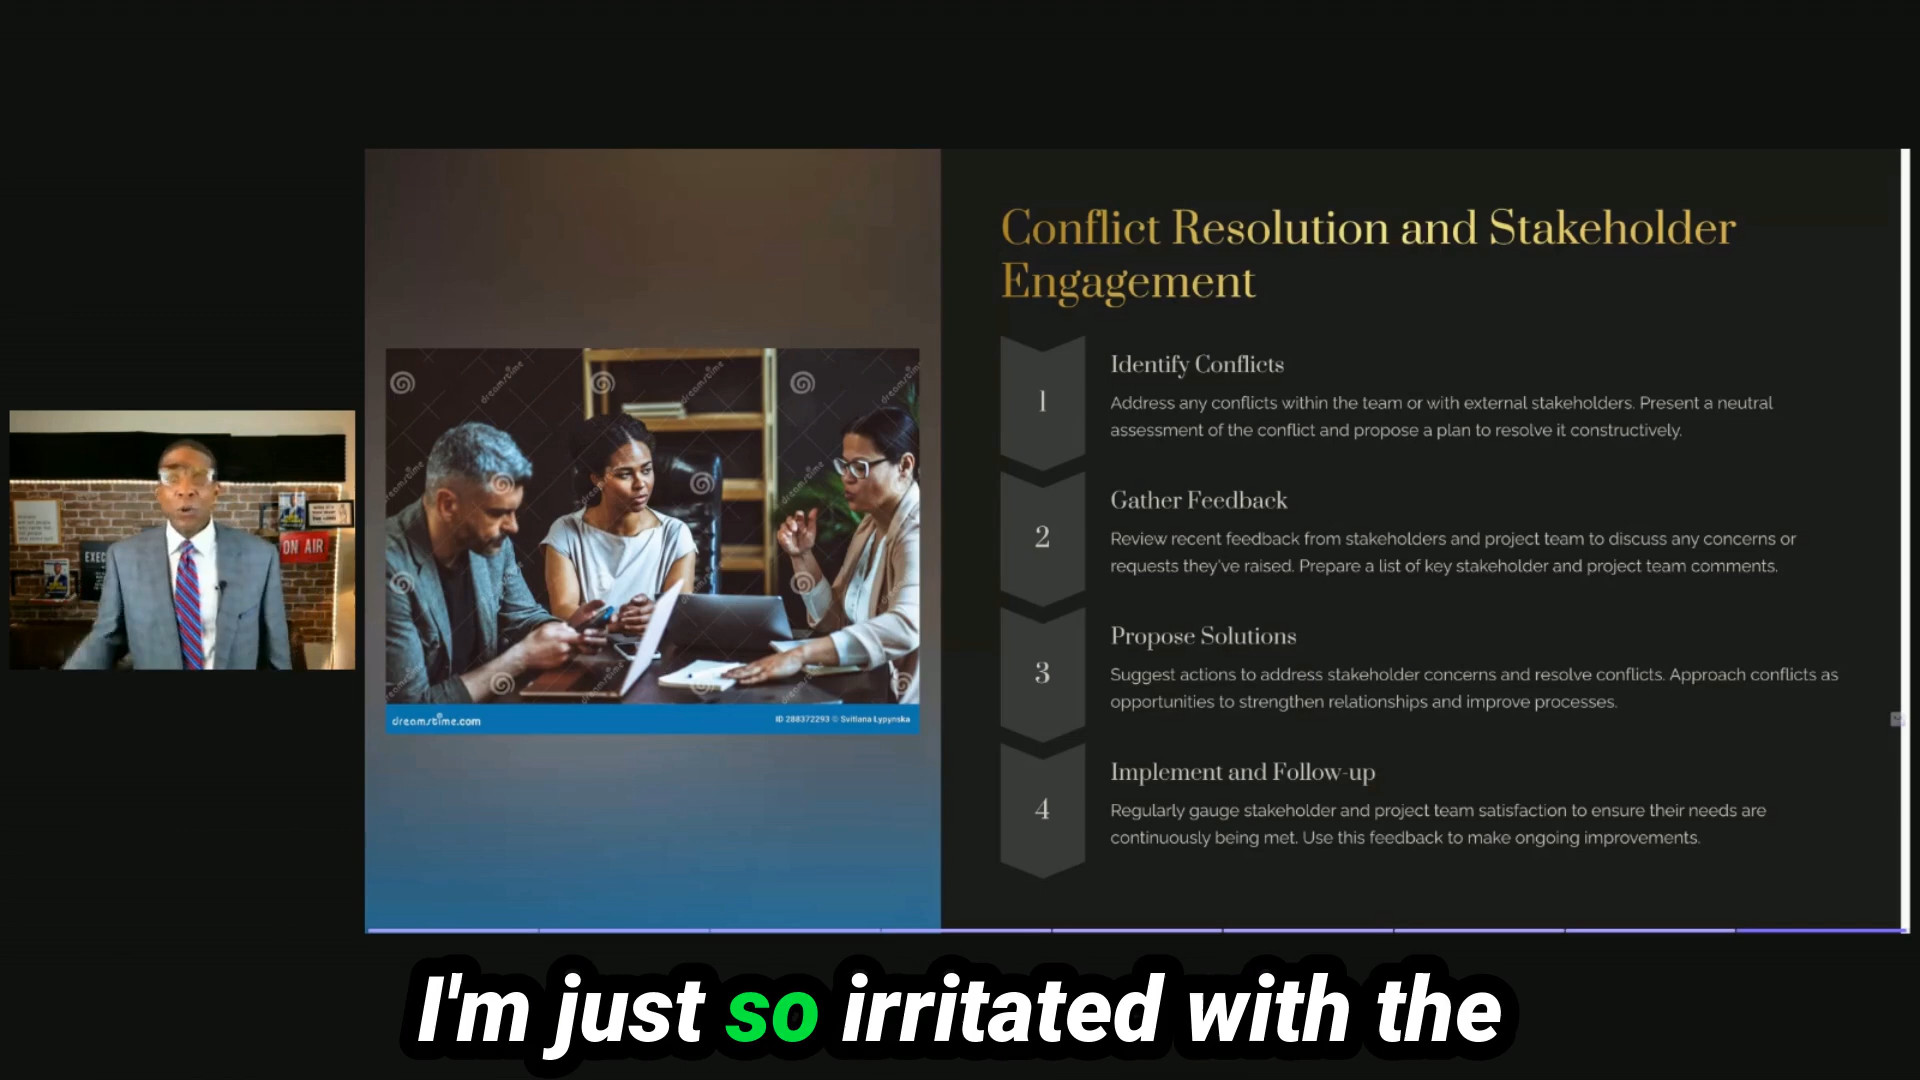 Conflict Resolution and Stakeholder
Engagement
1
Identify Conflicts
Address any conflicts within the team or with external stakeholders. Present a neutral
assessment of the conflict and propose a plan to resolve it constructively.
2
Gather Feedback
Review recent feedback from stakeholders and project team to discuss any concerns or
requests they've raised. Prepare a list of key stakeholder and project team comments.
3
Propose Solutions
Suggest actions to address stakeholder concerns and resolve conflicts. Approach conflicts as
opportunities to strengthen relationships and improve processes.
4
Implement and Follow-up
Regularly gauge stakeholder and project team satisfaction to ensure their needs are
continuously being met. Use this feedback to make ongoing improvements.
dreamstime.com
ID 288372293 © Svitlana Lypynska
ON AIR
EXEC
I'm just so irritated with the